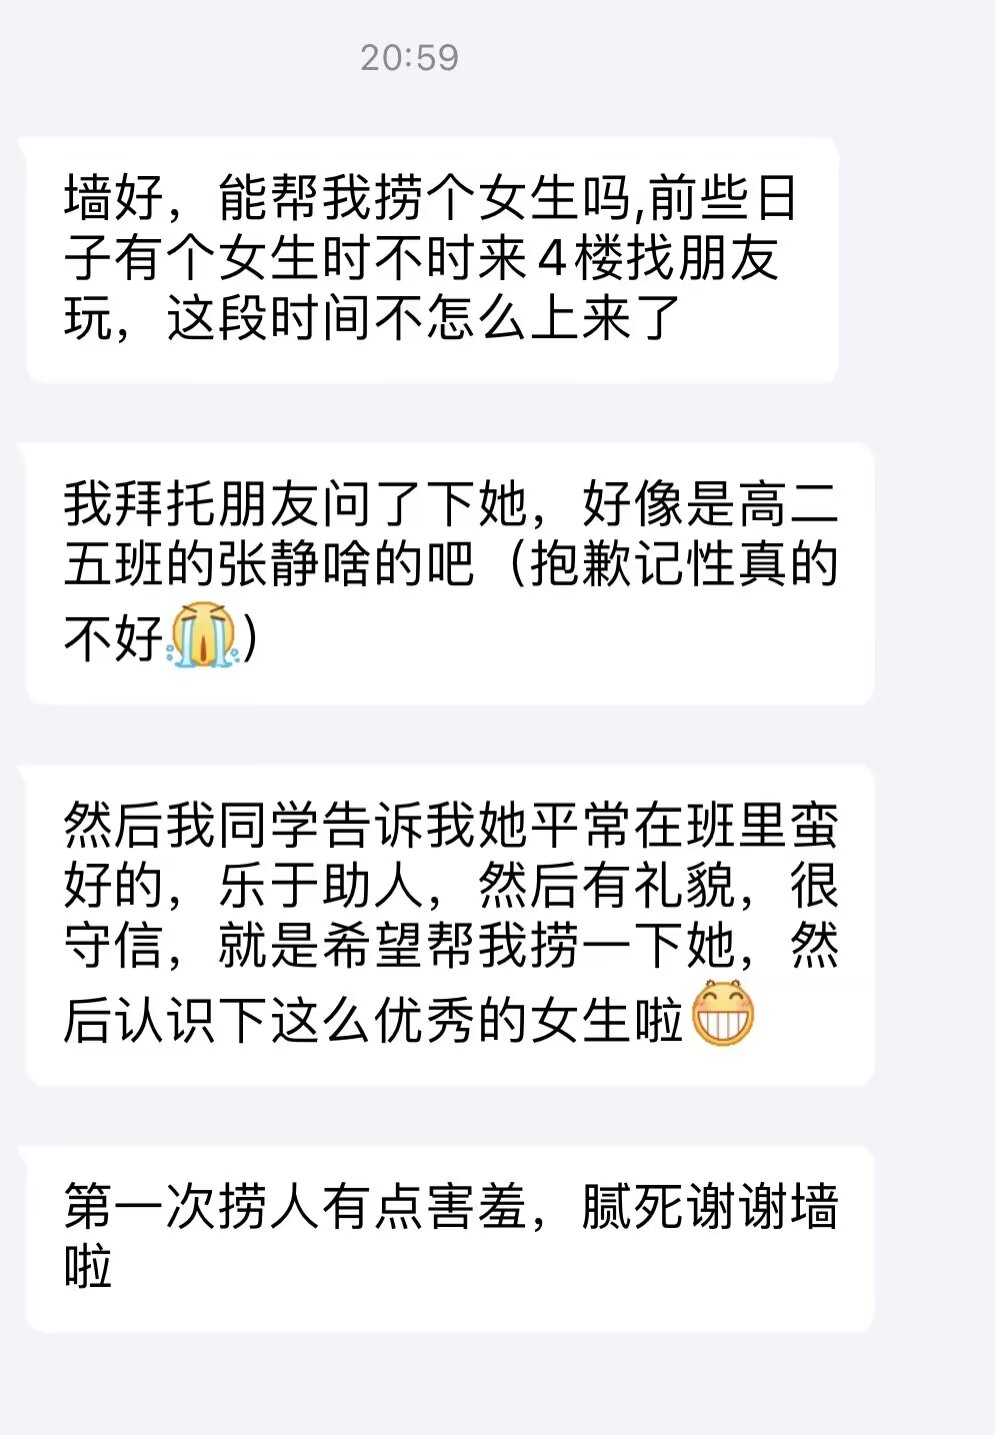 20:59
墙好，能帮我捞个女生吗,前些日
子有个女生时不时来4楼找朋友
玩，这段时间不怎么上来了
我拜托朋友问了下她，好像是高二
五班的张静啥的吧（抱歉记性真的
不好😭)
然后我同学告诉我她平常在班里蛮
好的，乐于助人，然后有礼貌，很
守信，就是希望帮我捞一下她，然
后认识下这么优秀的女生啦😁
第一次捞人有点害羞，腻死谢谢墙
啦